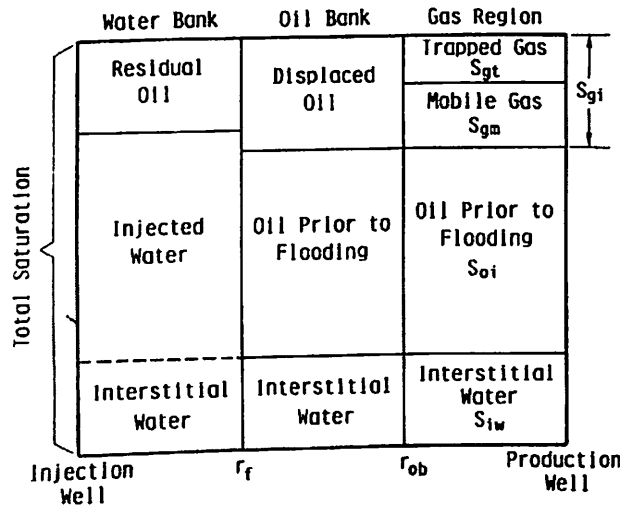 Water Bank Oil Bank Gas Region
Residual Oil
Displaced Oil
Trapped Gas
Sgt
Mobile Gas
Sgm
Sgi
Total Saturation
Injected Water
Oil Prior to Flooding
Oil Prior to Flooding
Soi
Interstitial Water
Interstitial Water
Interstitial Water
Siw
Injection Well
rf
rob
Production Well